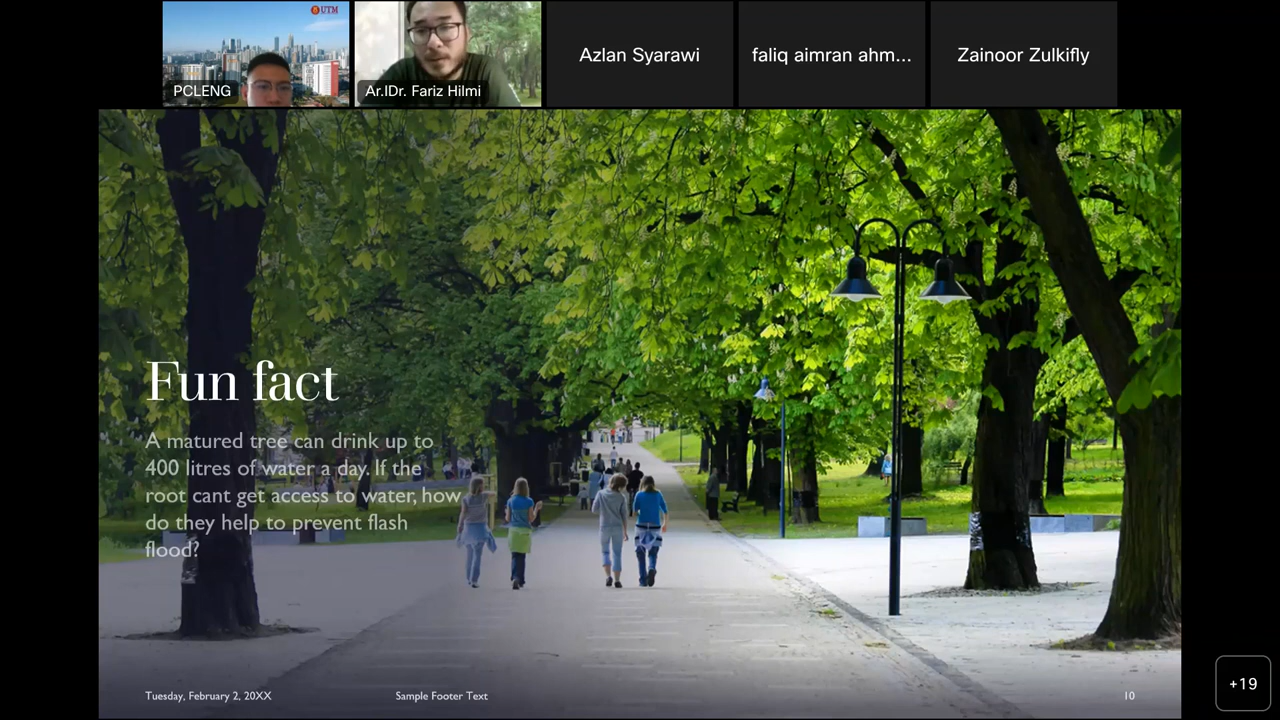 UTM
PCLENG
Ar.IDr. Fariz Hilmi
Azlan Syarawi
faliq aimran ahm...
Zainoor Zulkifly
Fun fact
A matured tree can drink up to
400 litres of water a day. If the
root cant get access to water, how
do they help to prevent flash
flood?
Tuesday, February 2, 20XX
Sample Footer Text
10
+19